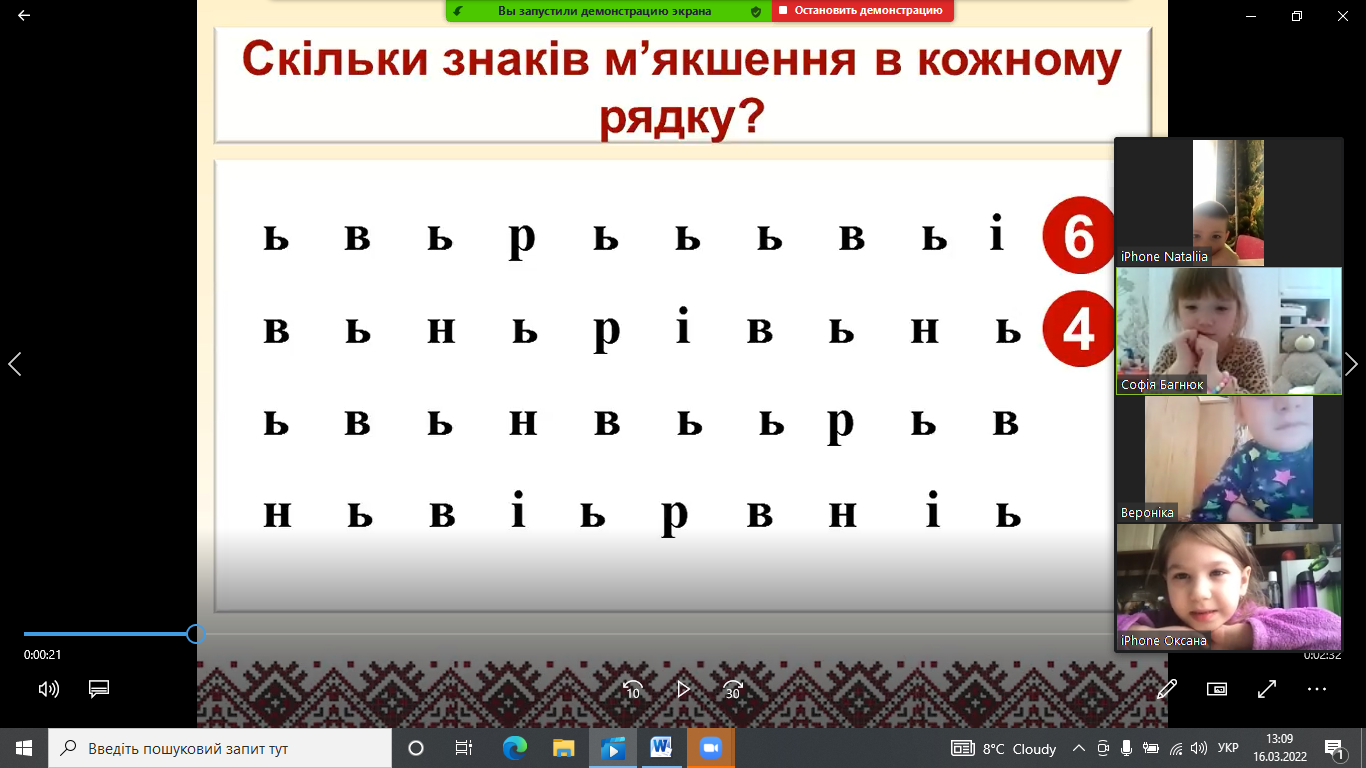 Вы запустили демонстрацию экрана
Остановить демонстрацию
Скільки знаків м’якшення в кожному
рядку?
ь в ь р ь ь ь в ь і 6
в ь н ь р і в ь н ь 4
ь в ь н в ь ь р ь в
н ь в і ь р в н і ь
iPhone Nataliia
Софія Багнюк
Вероніка
iPhone Оксана
0:00:21
0:02:32
10
30
Введіть пошуковий запит тут
8°C Cloudy
УКР
13:09
16.03.2022
1